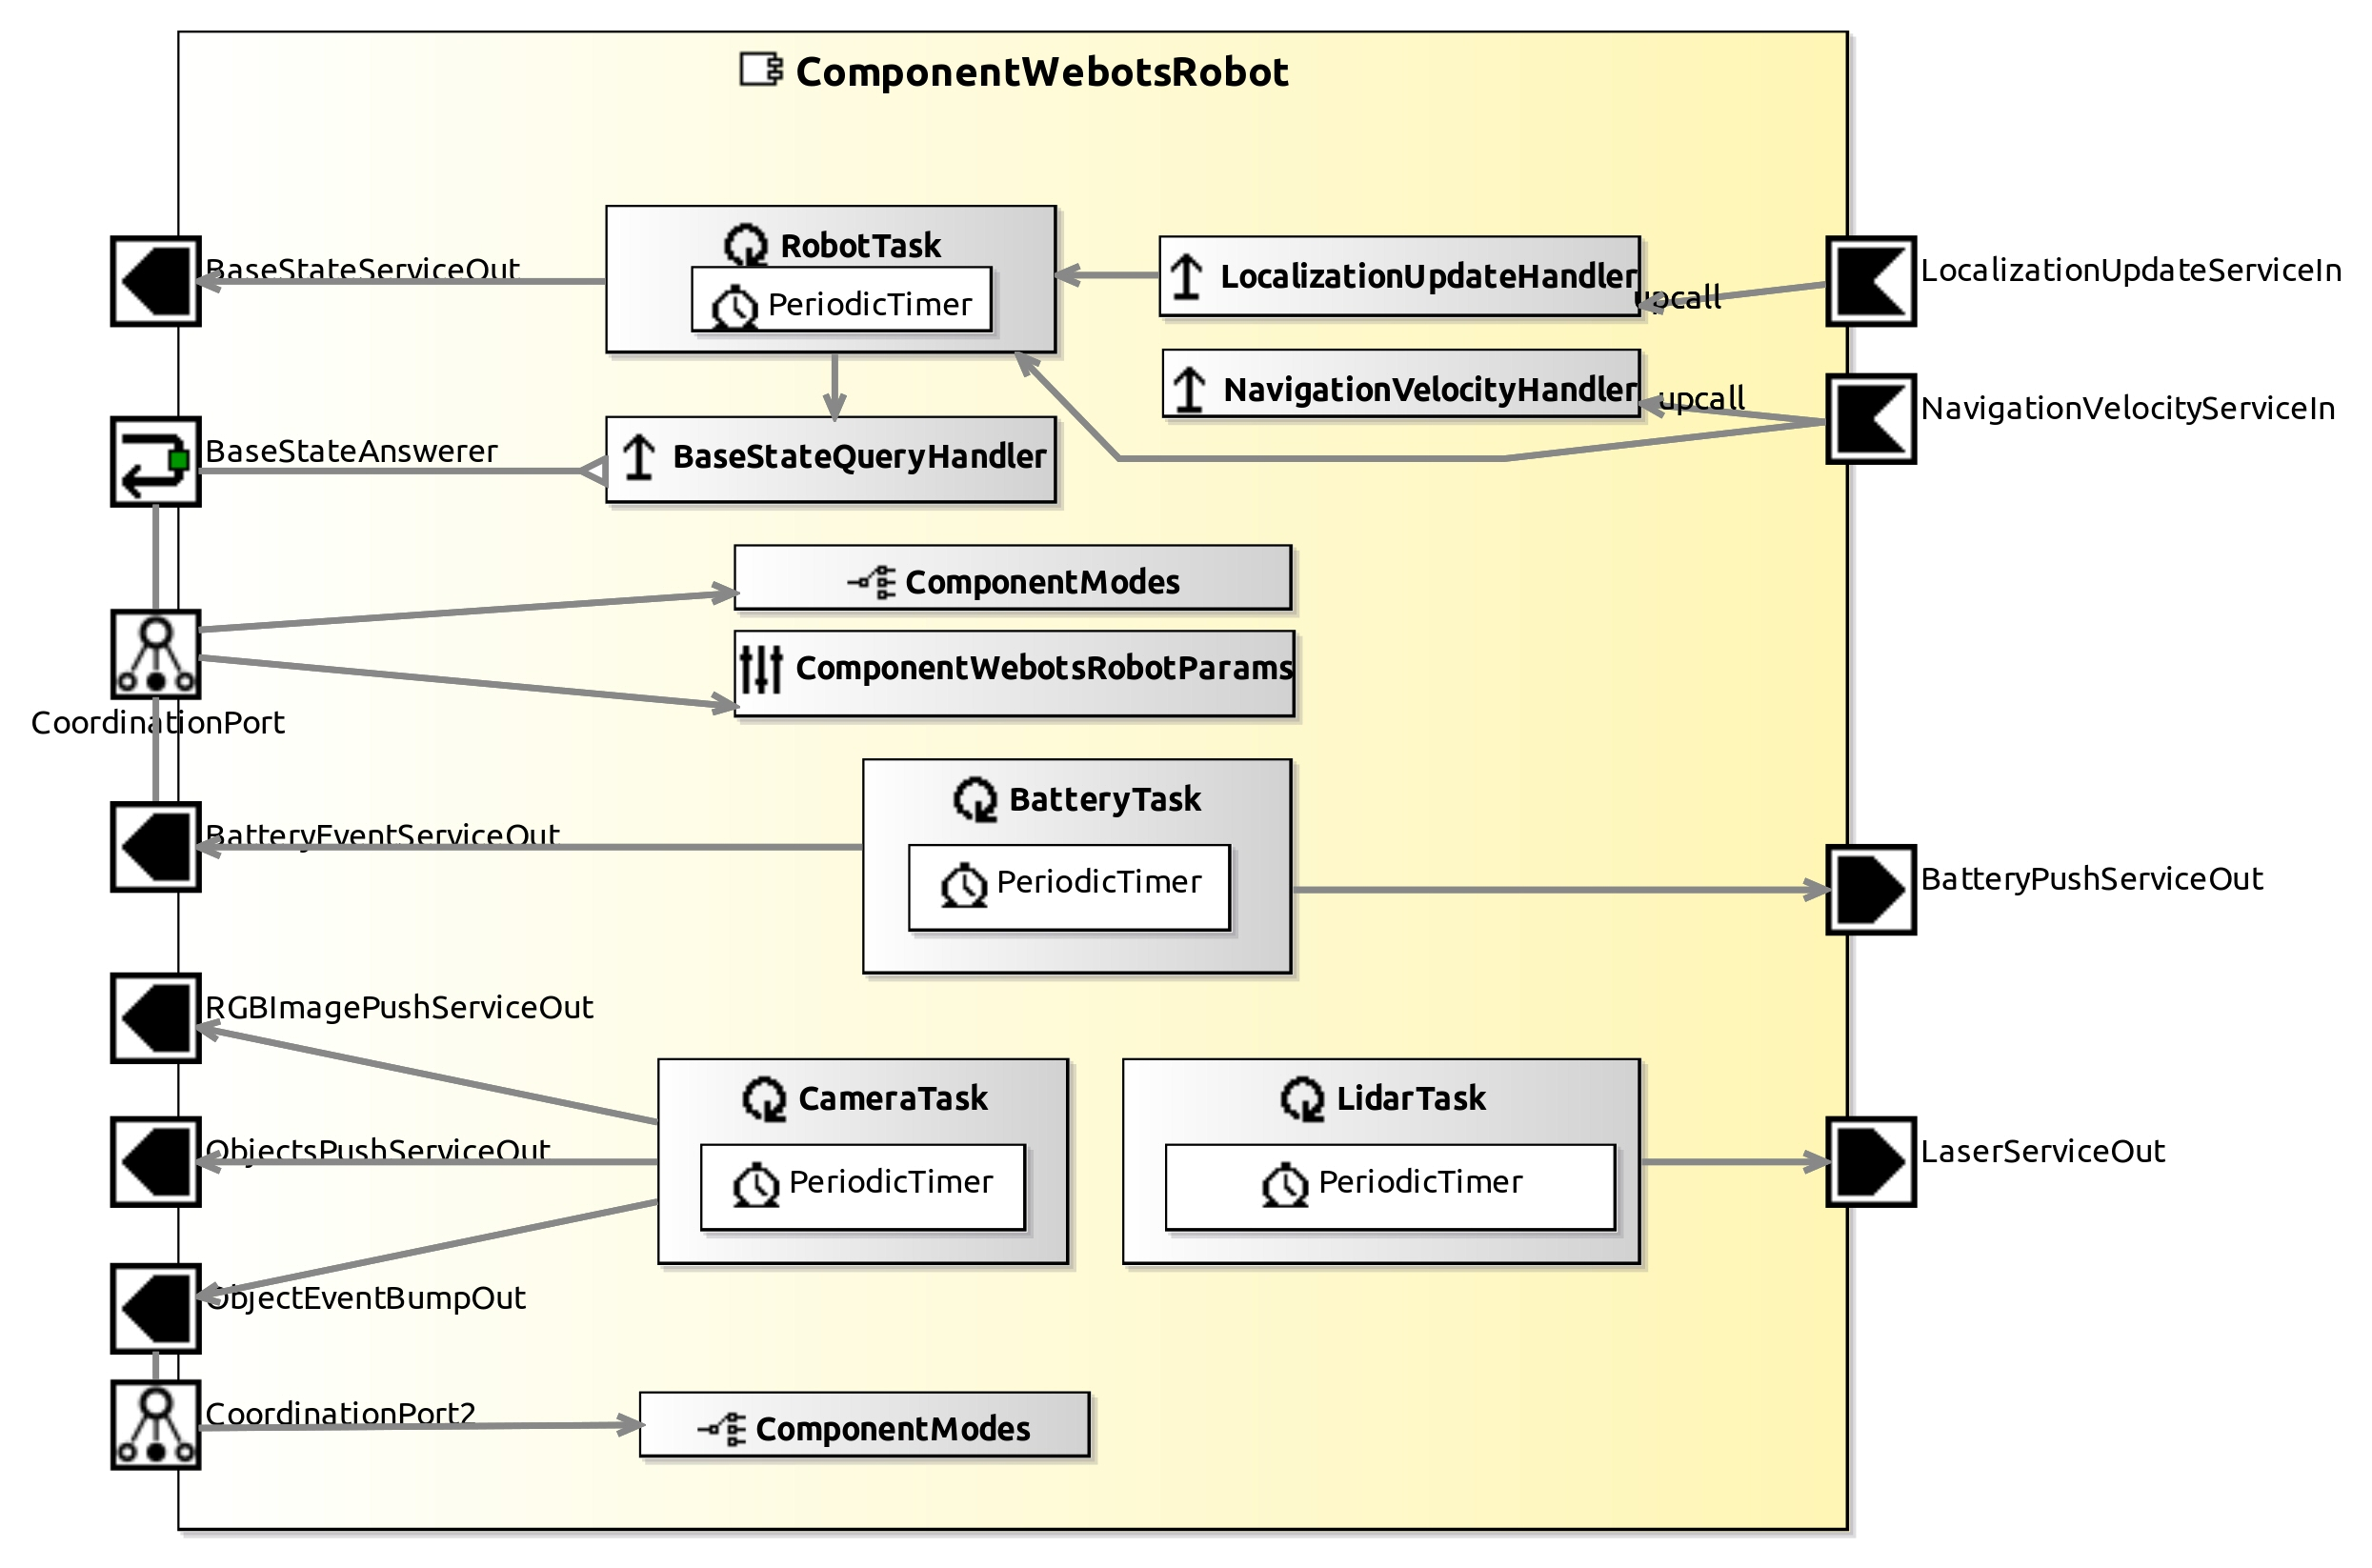 ComponentWebotsRobot
BaseStateServiceOut
RobotTask
PeriodicTimer
LocalizationUpdateHandler
upcall
LocalizationUpdateServiceIn
NavigationVelocityHandler
upcall
NavigationVelocityServiceIn
BaseStateAnswerer
BaseStateQueryHandler
ComponentModes
ComponentWebotsRobotParams
CoordinationPort
BatteryTask
BatteryEventServiceOut
PeriodicTimer
BatteryPushServiceOut
RGBImagePushServiceOut
CameraTask
LidarTask
ObjectsPushServiceOut
PeriodicTimer
PeriodicTimer
LaserServiceOut
ObjectEventBumpOut
CoordinationPort2
ComponentModes